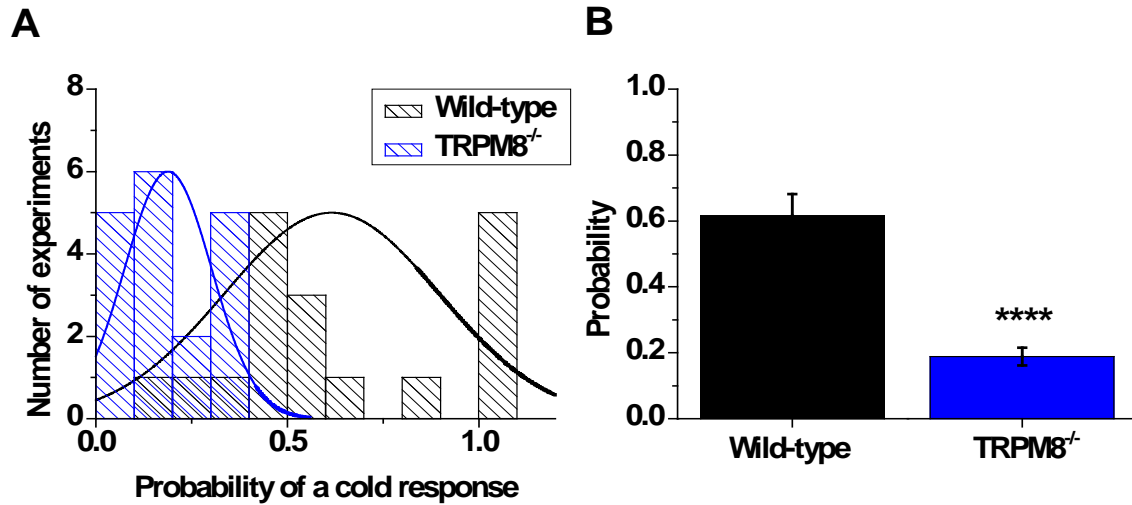 A
Number of experiments
8
6
4
2
0
0.0
0.5
1.0
Probability of a cold response
Wild-type
TRPM8-/-
B
Probability
1.0
0.8
0.6
0.4
0.2
0.0
****
Wild-type
TRPM8-/-